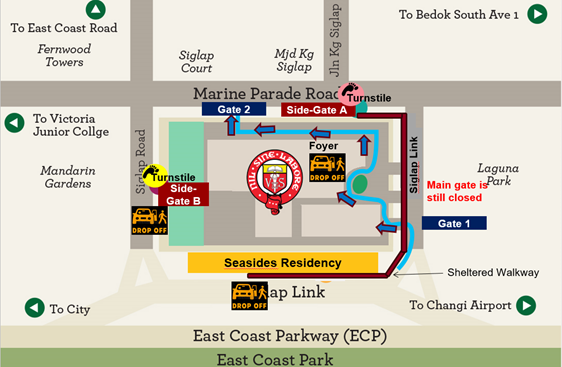 To East Coast Road
To Bedok South Ave 1
Fernwood
Towers
Siglap
Court
Mjd Kg
Siglap
Jln Kg Siglap
Marine Parade Road
Turnstile
Gate 2
Side-Gate A
To Victoria
Junior Collge
Foyer
DROP OFF
Siglap Road
Siglap Link
Mandarin
Gardens
Turnstile
Side-
Gate B
NIL SINE LABORE
Laguna
Park
Main gate is
still closed
DROP OFF
Gate 1
Seasides Residency
Sheltered Walkway
DROP OFF
lap Link
To City
To Changi Airport
East Coast Parkway (ECP)
East Coast Park